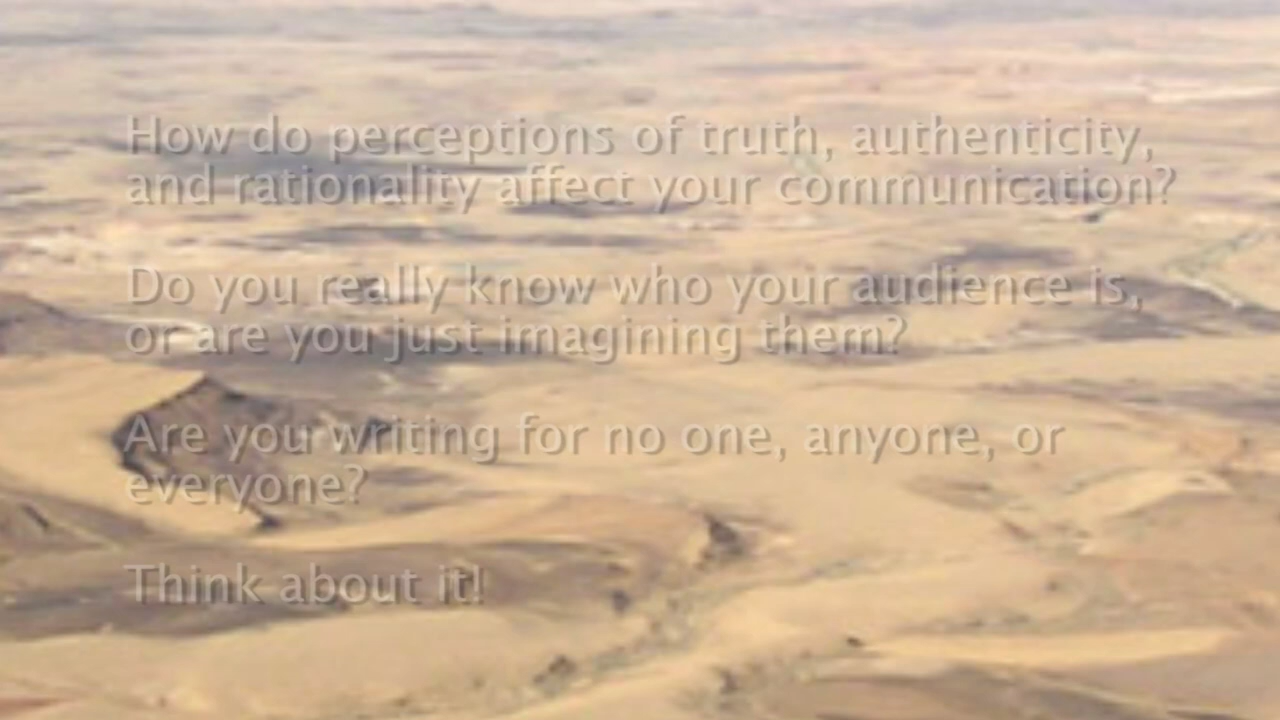 How do perceptions of truth, authenticity,
and rationality affect your communication?
Do you really know who your audience is,
or are you just imagining them?
Are you writing for no one, anyone, or
everyone?
Think about it!